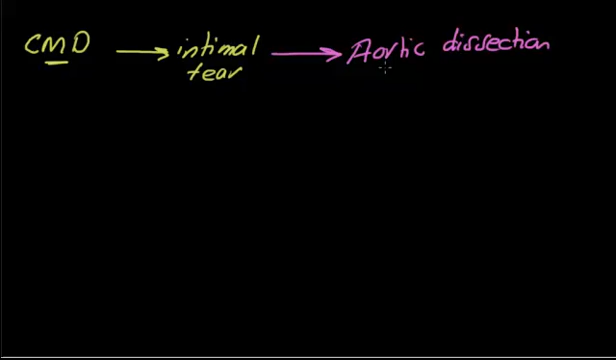 CMD → intimal → Aortic dissection
tear